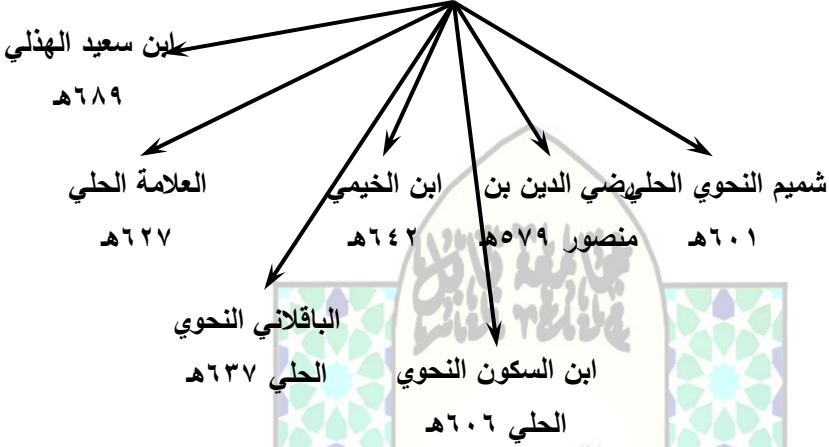 ابن سعيد الهذلي
٦٨٩هـ
شميم النحوي الحلي
٦٠١هـ
رضي الدين بن
منصور ٥٧٩هـ
ابن الخيمي
٦٤٢هـ
العلامة الحلي
٦٢٧هـ
الباقلاني النحوي
الحلي ٦٣٧هـ
ابن السكون النحوي
الحلي ٦٠٦هـ